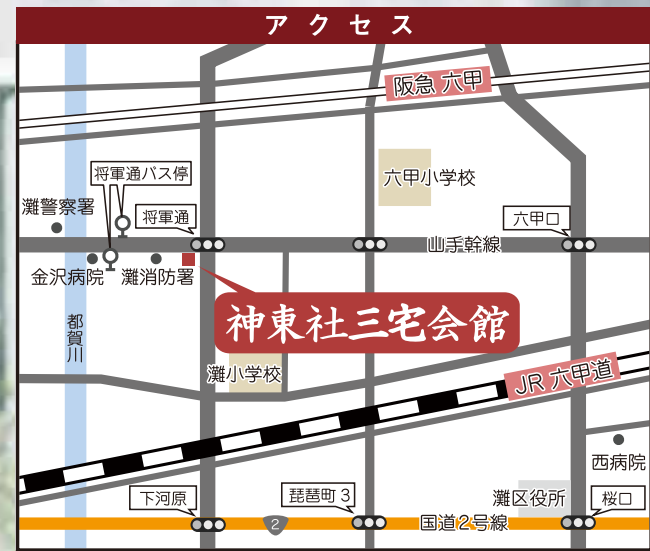 アクセス
阪急 六甲
将軍通バス停
六甲小学校
灘警察署
将軍通
六甲口
山手幹線
金沢病院
灘消防署
神東社三宅会館
都賀川
灘小学校
JR 六甲道
西病院
下河原
琵琶町3
灘区役所
桜口
2
国道2号線